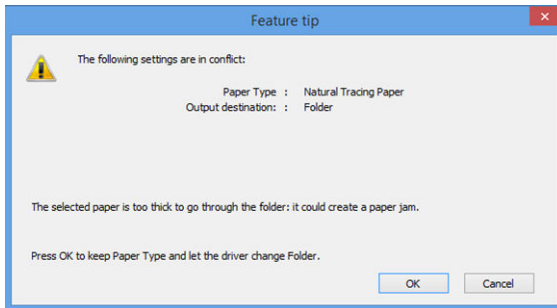 Feature tip
The following settings are in conflict:
Paper Type : Natural Tracing Paper
Output destination: : Folder
The selected paper is too thick to go through the folder: it could create a paper jam.
Press OK to keep Paper Type and let the driver change Folder.
OK Cancel